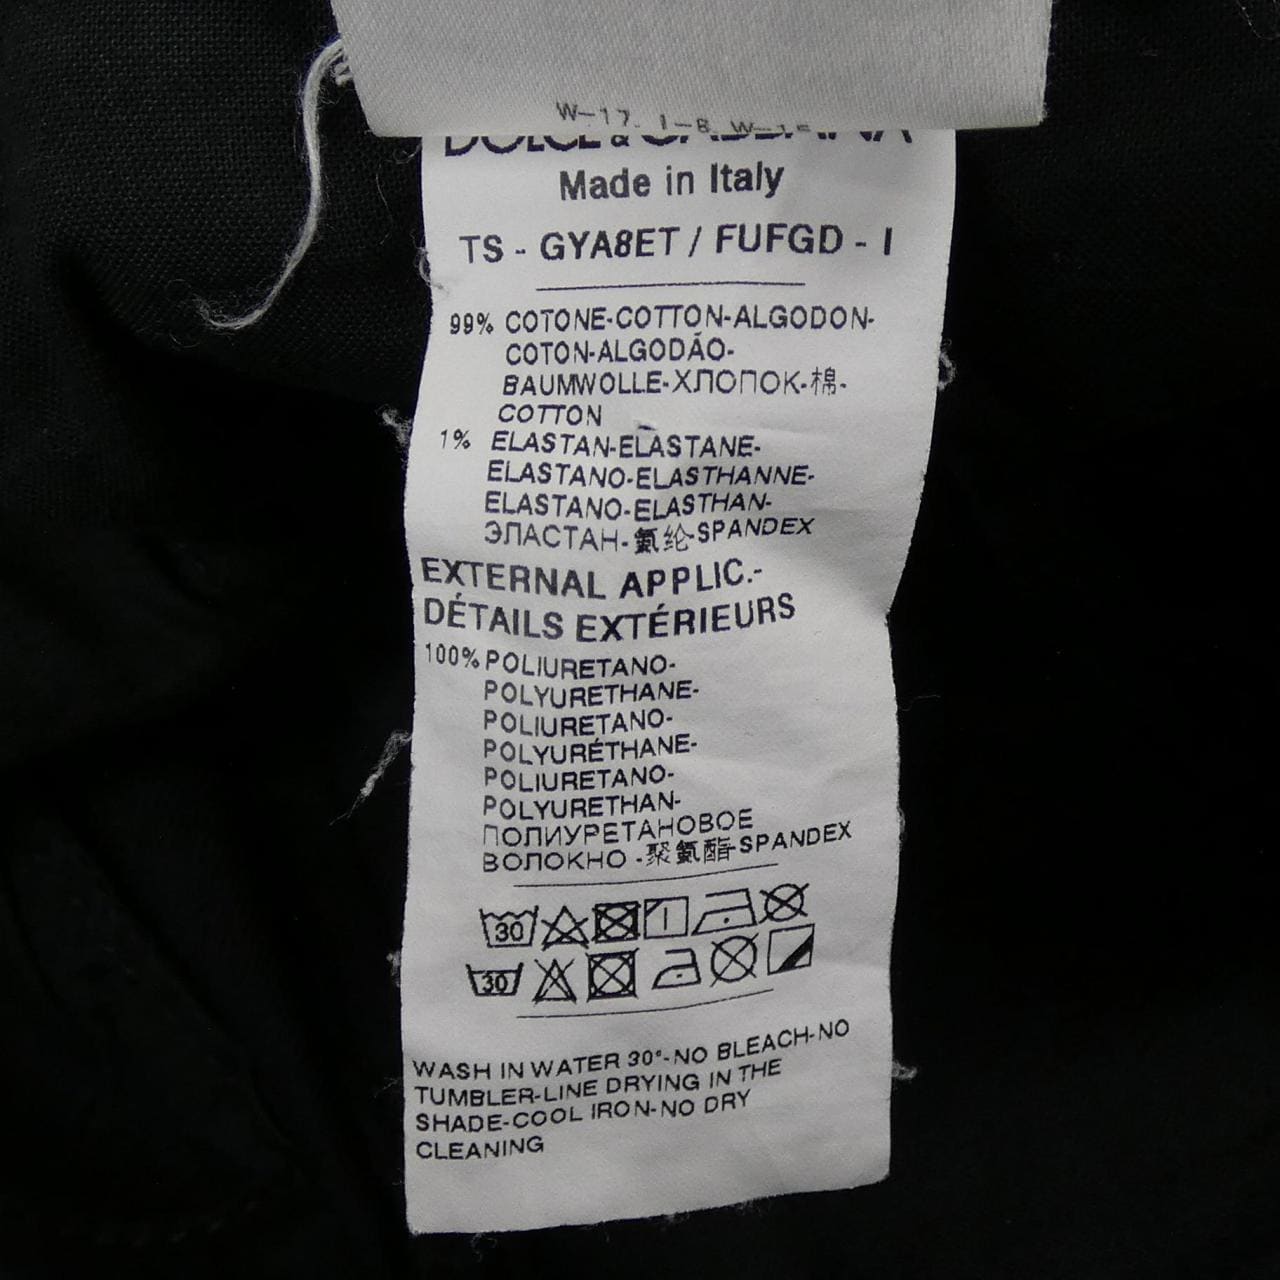 W-17. I-8. W-1
DOLCE & GABBANA
Made in Italy
TS - GYA8ET / FUFGD - I
99% COTONE-COTTON-ALGODON-
COTON-ALGODÃO-
BAUMWOLLE-ХЛОПОК-棉-
COTTON
1% ELASTAN-ELASTANE-
ELASTANO-ELASTHANNE-
ELASTANO-ELASTHAN-
ЭЛАСТАН-氨纶-SPANDEX
EXTERNAL APPLIC.-
DÉTAILS EXTÉRIEURS
100% POLIURETANO-
POLYURETHANE-
POLIURETANO-
POLYURÉTHANE-
POLIURETANO-
POLYURETHAN-
ПОЛИУРЕТАНОВОЕ
ВОЛОКНО-聚氨酯-SPANDEX
30
30
WASH IN WATER 30°-NO BLEACH-NO
TUMBLER-LINE DRYING IN THE
SHADE-COOL IRON-NO DRY
CLEANING